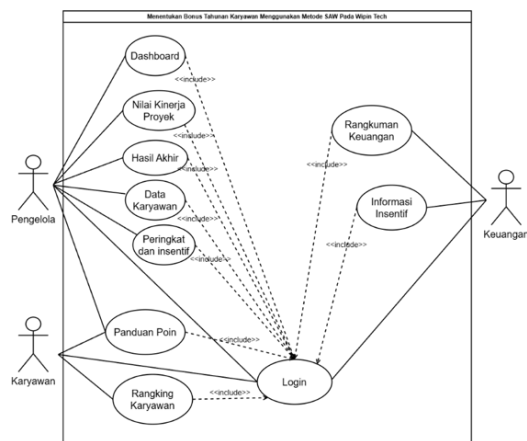 Menentukan Bonus Tahunan Karyawan Menggunakan Metode SAW Pada Wipin Tech
Dashboard
<<include>>
Nilai Kinerja
Proyek
<<include>>
Rangkuman
Keuangan
Hasil Akhir
<<include>>
<<include>>
Pengelola
Data
Karyawan
<<include>>
Informasi
Insentif
Keuangan
Peringkat
dan insentif
<<include>>
<<include>>
Panduan Poin
<<include>>
Karyawan
Login
Rangking
Karyawan
<<include>>